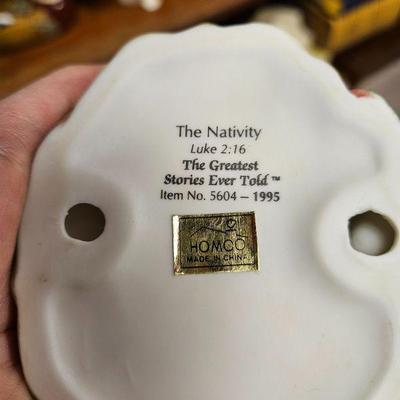 The Nativity
Luke 2:16
The Greatest
Stories Ever Told™
Item No. 5604 – 1995
HOMCO
MADE IN CHINA